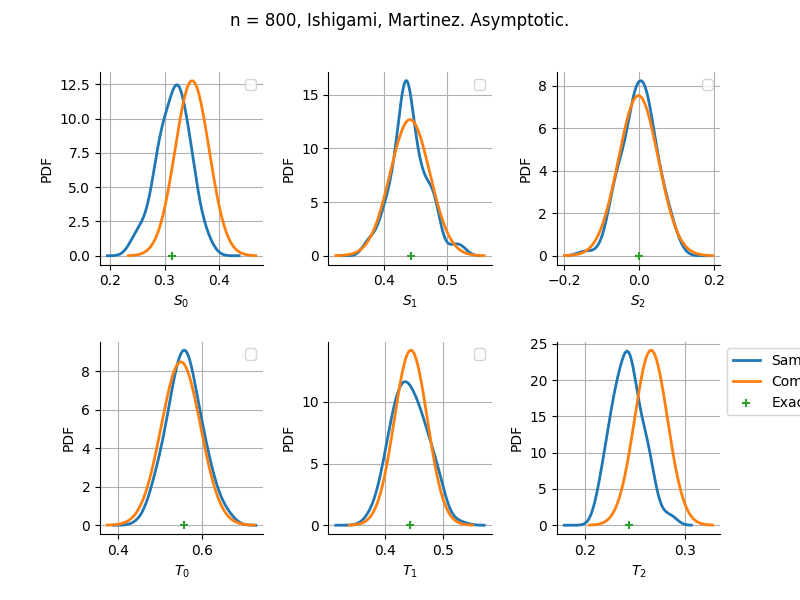 n = 800, Ishigami, Martinez. Asymptotic.
12.5
10.0
7.5
5.0
2.5
0.0
PDF
0.2 0.3 0.4
S₀
15
10
5
0
PDF
0.4 0.5
S₁
8
6
4
2
0
PDF
−0.2 0.0 0.2
S₂
8
6
4
2
0
PDF
0.4 0.6
T₀
10
5
0
PDF
0.4 0.5
T₁
25
20
15
10
5
0
PDF
0.2 0.3
T₂
Sam
Com
Exac